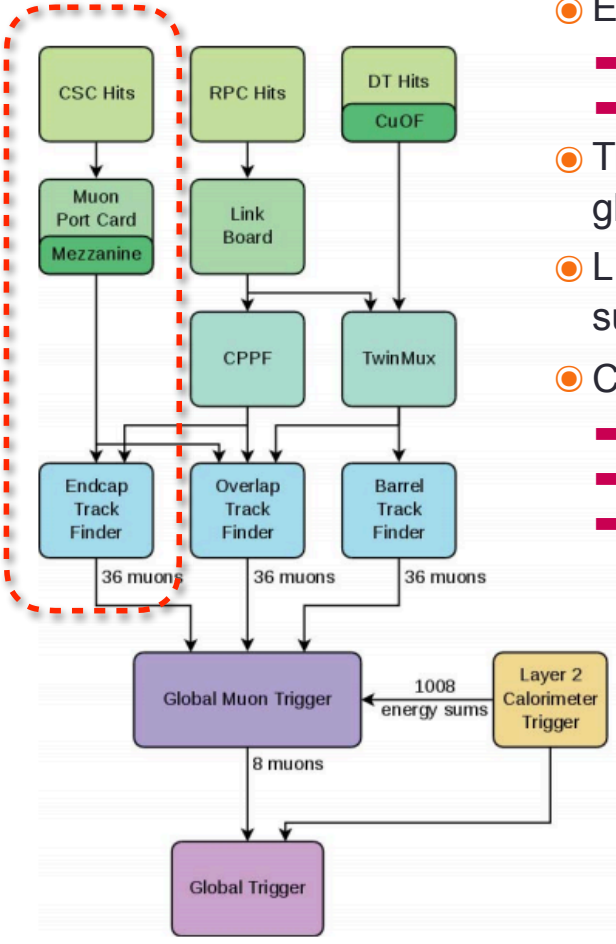 CSC Hits
RPC Hits
DT Hits
CuOF
Muon
Port Card
Mezzanine
Link
Board
CPPF
TwinMux
Endcap
Track
Finder
Overlap
Track
Finder
Barrel
Track
Finder
36 muons
36 muons
36 muons
Global Muon Trigger
1008
energy sums
Layer 2
Calorimeter
Trigger
8 muons
Global Trigger
E
T
gl
L
su
C